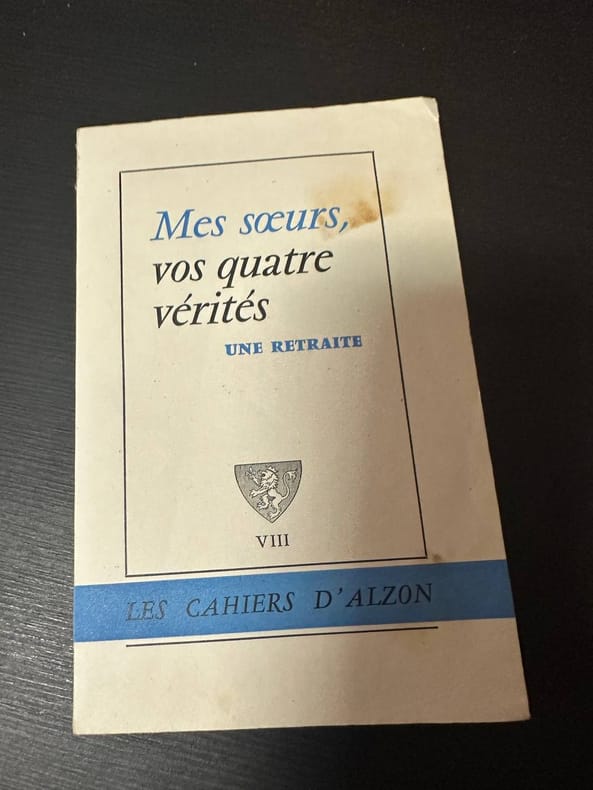 Mes sœurs,
vos quatre
vérités
UNE RETRAITE
VIII
LES CAHIERS D'ALZON